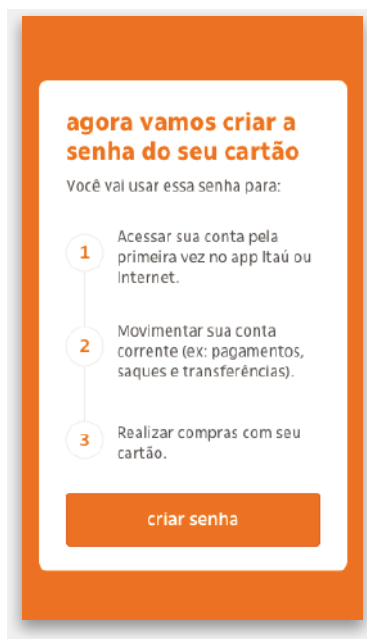 agora vamos criar a
senha do seu cartão
Você vai usar essa senha para:
1
Acessar sua conta pela
primeira vez no app Itaú ou
Internet.
2
Movimentar sua conta
corrente (ex: pagamentos,
saques e transferências).
3
Realizar compras com seu
cartão.
criar senha